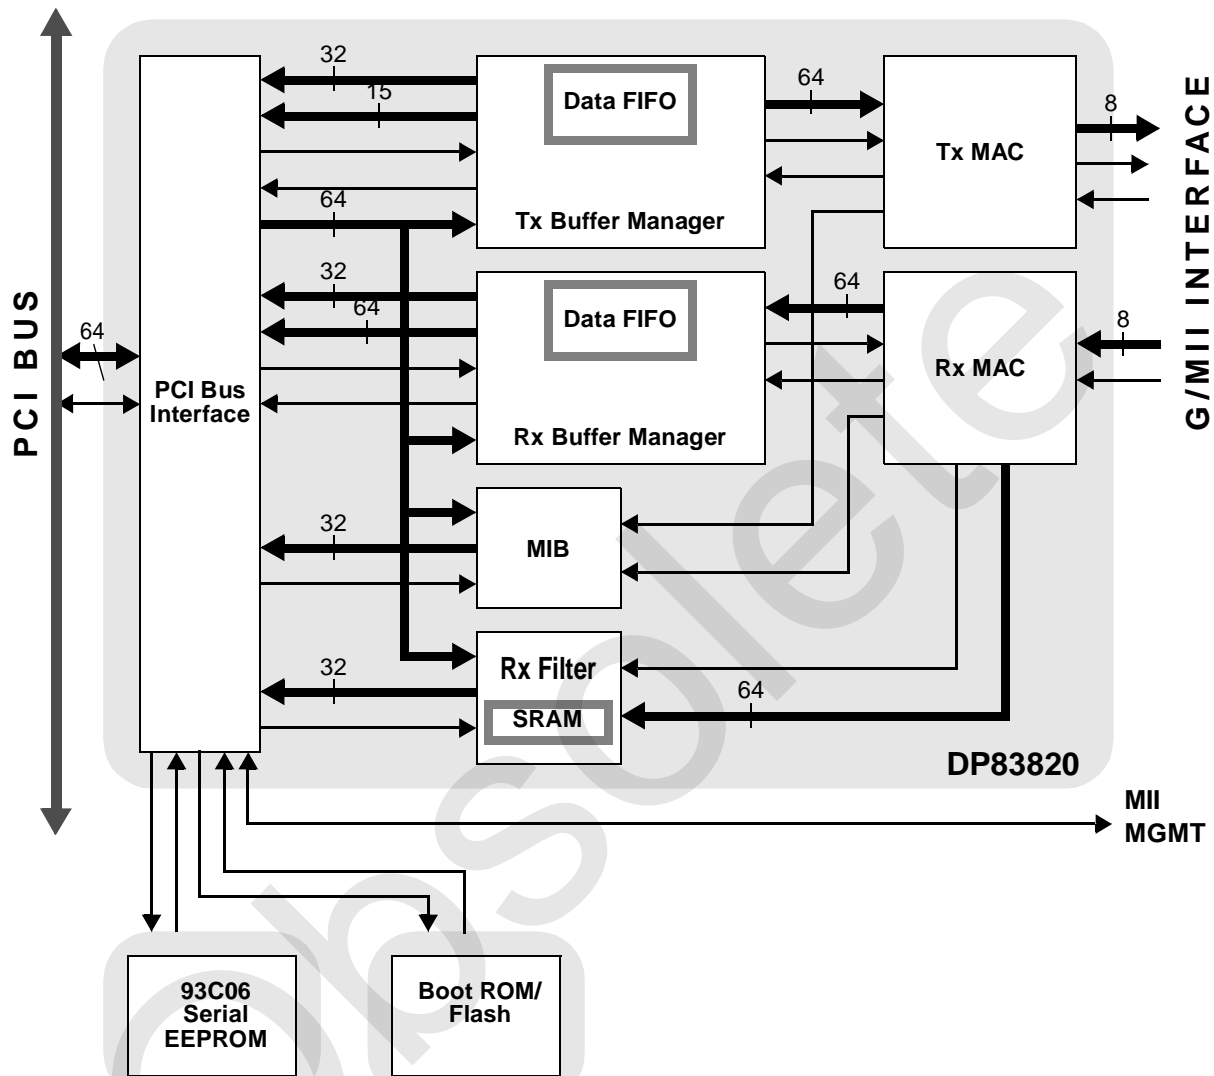 32
15
Data FIFO
64
8
Tx MAC
64
Tx Buffer Manager
32
64
Data FIFO
64
8
64
PCI Bus
Interface
Rx MAC
Rx Buffer Manager
PCI BUS
G/MII INTERFACE
32
MIB
32
Rx Filter
SRAM
64
DP83820
MII
MGMT
93C06
Serial
EEPROM
Boot ROM/
Flash
Obsolete